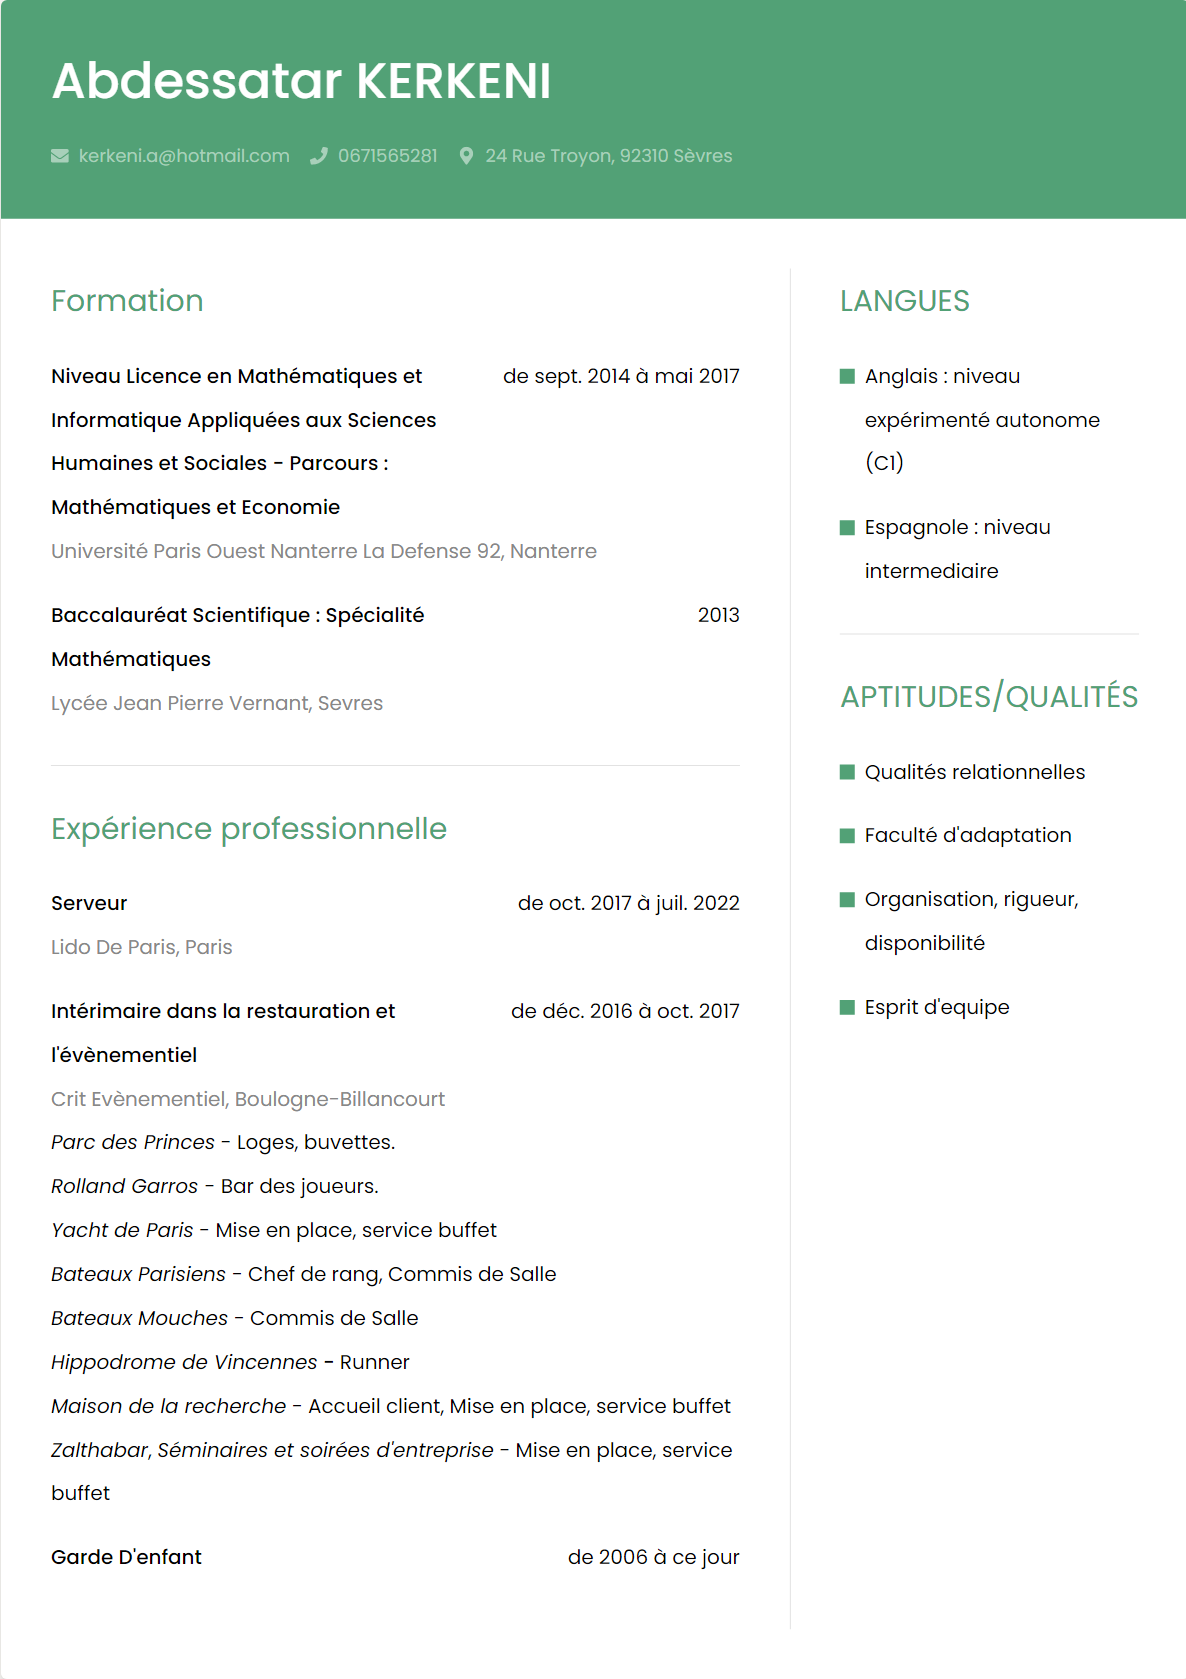 Abdessatar KERKENI
kerkeni.a@hotmail.com 0671565281 24 Rue Troyon, 92310 Sèvres
Formation
Niveau Licence en Mathématiques et de sept. 2014 à mai 2017
Informatique Appliquées aux Sciences
Humaines et Sociales - Parcours :
Mathématiques et Economie
Université Paris Ouest Nanterre La Defense 92, Nanterre
Baccalauréat Scientifique : Spécialité 2013
Mathématiques
Lycée Jean Pierre Vernant, Sevres
Expérience professionnelle
Serveur de oct. 2017 à juil. 2022
Lido De Paris, Paris
Intérimaire dans la restauration et de déc. 2016 à oct. 2017
l'évènementiel
Crit Evènementiel, Boulogne-Billancourt
Parc des Princes - Loges, buvettes.
Rolland Garros - Bar des joueurs.
Yacht de Paris - Mise en place, service buffet
Bateaux Parisiens - Chef de rang, Commis de Salle
Bateaux Mouches - Commis de Salle
Hippodrome de Vincennes - Runner
Maison de la recherche - Accueil client, Mise en place, service buffet
Zalthabar, Séminaires et soirées d'entreprise - Mise en place, service
buffet
Garde D'enfant de 2006 à ce jour
LANGUES
Anglais : niveau
expérimenté autonome
(C1)
Espagnole : niveau
intermediaire
APTITUDES/QUALITÉS
Qualités relationnelles
Faculté d'adaptation
Organisation, rigueur,
disponibilité
Esprit d'equipe